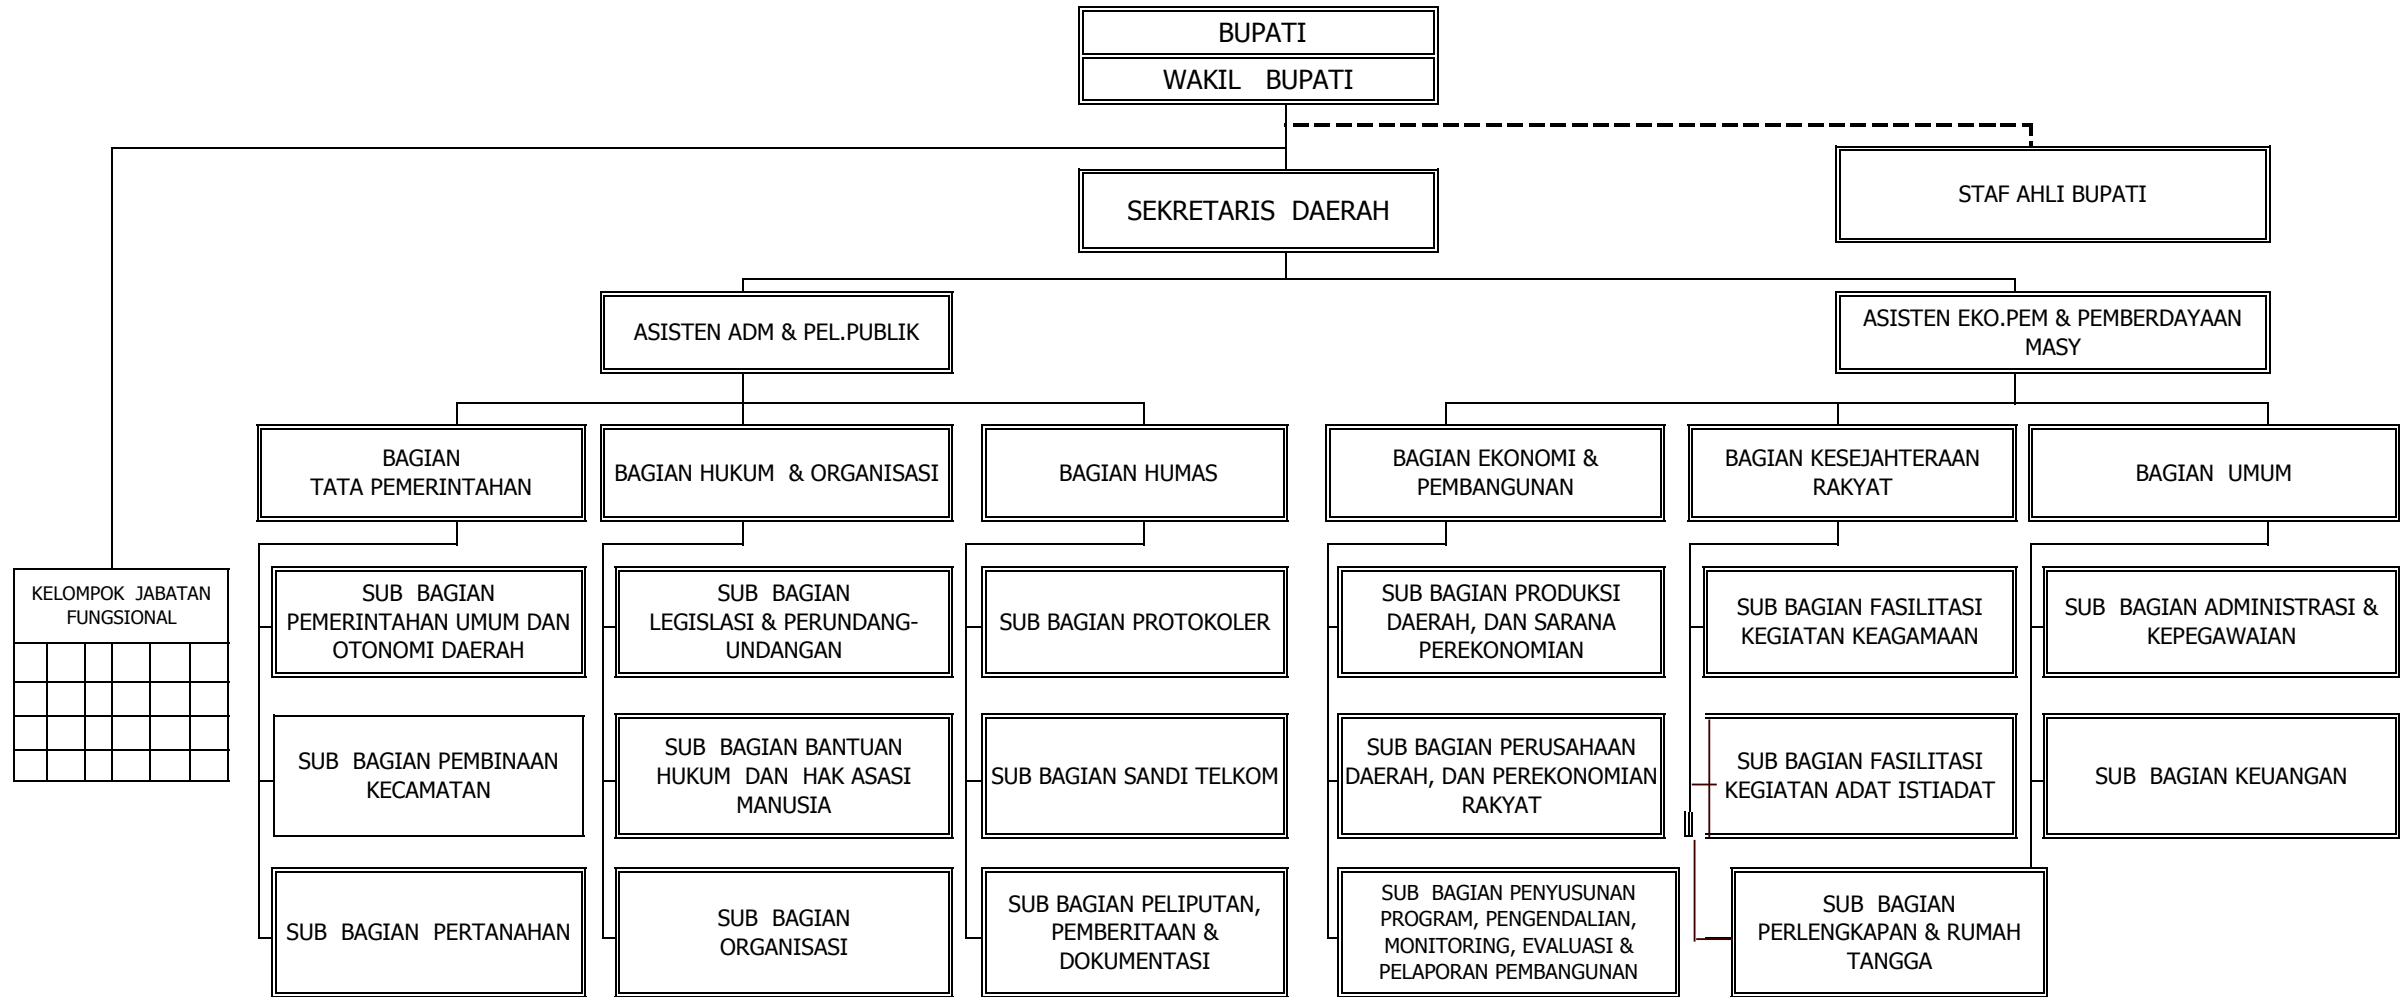 BUPATI
WAKIL BUPATI
SEKRETARIS DAERAH
STAF AHLI BUPATI
ASISTEN ADM & PEL.PUBLIK
ASISTEN EKO.PEM & PEMBERDAYAAN
MASY
BAGIAN
TATA PEMERINTAHAN
BAGIAN HUKUM & ORGANISASI
BAGIAN HUMAS
BAGIAN EKONOMI &
PEMBANGUNAN
BAGIAN KESEJAHTERAAN
RAKYAT
BAGIAN UMUM
KELOMPOK JABATAN
FUNGSIONAL
SUB BAGIAN
PEMERINTAHAN UMUM DAN
OTONOMI DAERAH
SUB BAGIAN
LEGISLASI & PERUNDANG-
UNDANGAN
SUB BAGIAN PROTOKOLER
SUB BAGIAN PRODUKSI
DAERAH, DAN SARANA
PEREKONOMIAN
SUB BAGIAN FASILITASI
KEGIATAN KEAGAMAAN
SUB BAGIAN ADMINISTRASI &
KEPEGAWAIAN
SUB BAGIAN PEMBINAAN
KECAMATAN
SUB BAGIAN BANTUAN
HUKUM DAN HAK ASASI
MANUSIA
SUB BAGIAN SANDI TELKOM
SUB BAGIAN PERUSAHAAN
DAERAH, DAN PEREKONOMIAN
RAKYAT
SUB BAGIAN FASILITASI
KEGIATAN ADAT ISTIADAT
SUB BAGIAN KEUANGAN
SUB BAGIAN PERTANAHAN
SUB BAGIAN
ORGANISASI
SUB BAGIAN PELIPUTAN,
PEMBERITAAN &
DOKUMENTASI
SUB BAGIAN PENYUSUNAN
PROGRAM, PENGENDALIAN,
MONITORING, EVALUASI &
PELAPORAN PEMBANGUNAN
SUB BAGIAN
PERLENGKAPAN & RUMAH
TANGGA